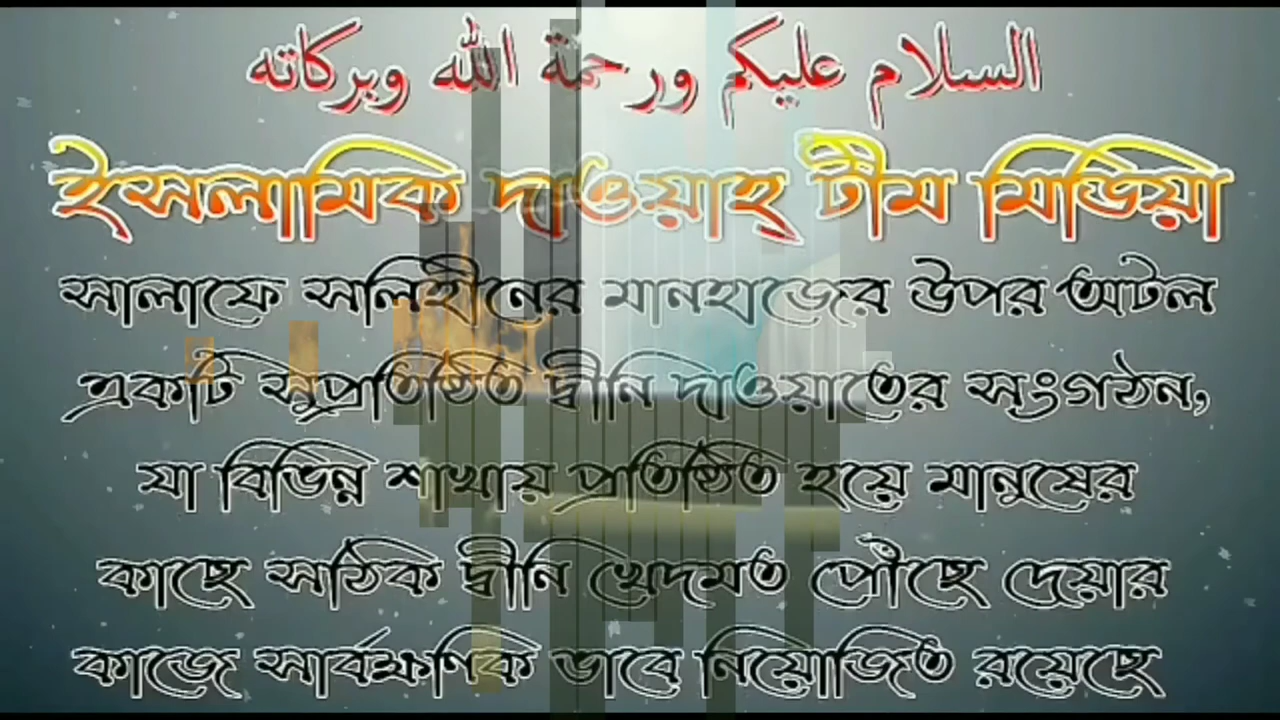 السلام عليكم ورحمة الله وبركاته
ইসলামিক দাওয়াহ্ টীম মিডিয়া
সালাফে সলিহীনের মানহাজের উপর অটল
একটি সুপ্রতিষ্ঠিত দ্বীনি দাওয়াতের সংগঠন,
যা বিভিন্ন শাখায় প্রতিষ্ঠিত হয়ে মানুষের
কাছে সঠিক দ্বীনি খেদমত পৌঁছে দেয়ার
কাজে সার্বক্ষণিক ভাবে নিয়োজিত রয়েছে